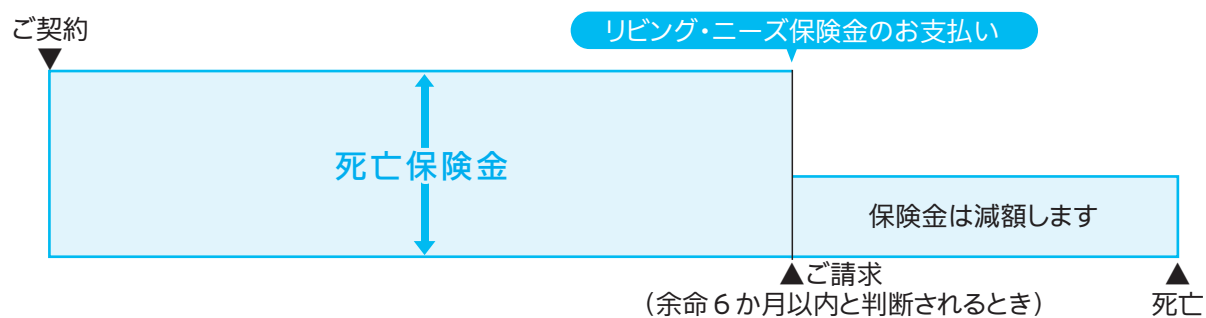 ご契約
▼
リビング・ニーズ保険金のお支払い
死亡保険金
保険金は減額します
▲ご請求
（余命6か月以内と判断されるとき）
▲
死亡